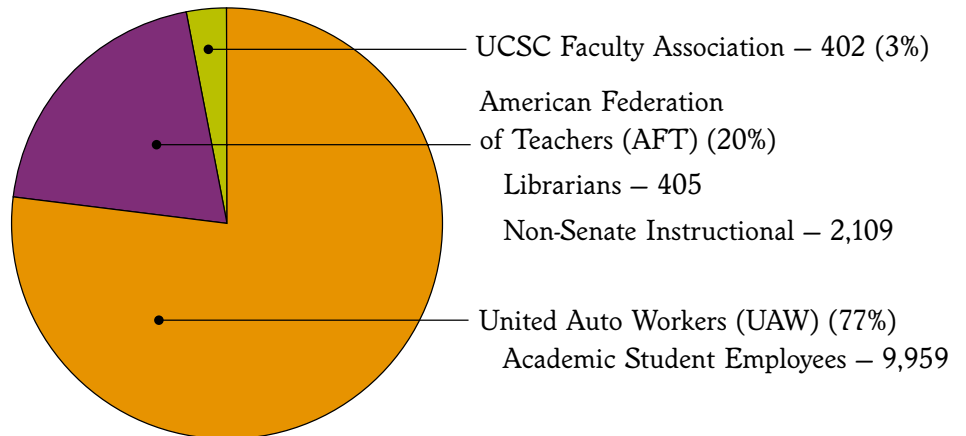 UCSC Faculty Association – 402 (3%)
American Federation
of Teachers (AFT) (20%)
Librarians – 405
Non-Senate Instructional – 2,109
United Auto Workers (UAW) (77%)
Academic Student Employees – 9,959